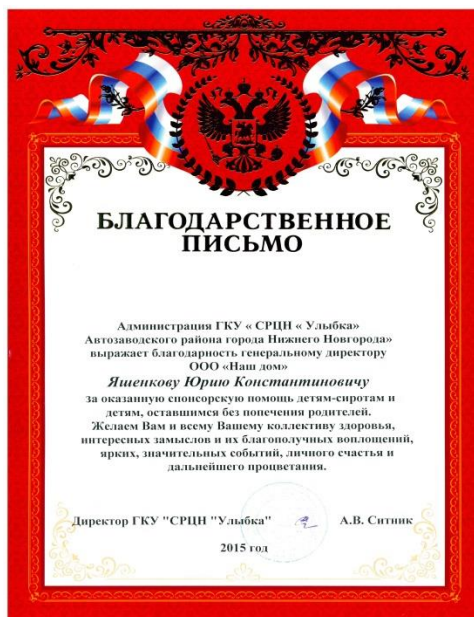 БЛАГОДАРСТВЕННОЕ
ПИСЬМО
Администрация ГКУ « СРЦН « Улыбка»
Автозаводского района города Нижнего Новгорода»
выражает благодарность генеральному директору
ООО «Наш дом»
Яшенкову Юрию Константиновичу
за оказанную спонсорскую помощь детям-сиротам и
детям, оставшимся без попечения родителей.
Желаем Вам и всему Вашему коллективу здоровья,
интересных замыслов и их благополучных воплощений,
ярких, значительных событий, личного счастья и
дальнейшего процветания.
Директор ГКУ "СРЦН "Улыбка" А.В. Ситник
2015 год